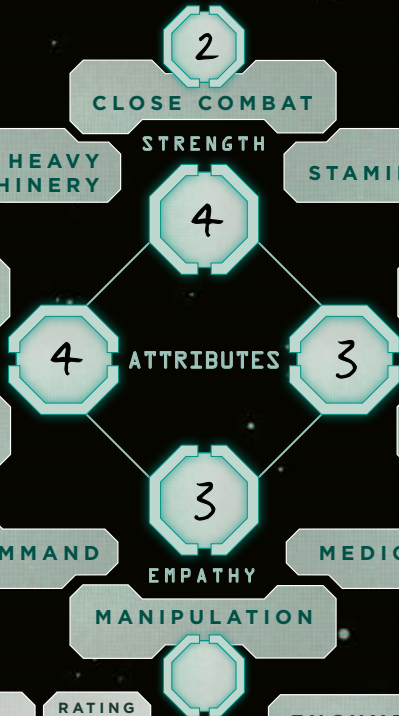 2
CLOSE COMBAT
STRENGTH
HEAVY
HINERY
STAMI
4
4
ATTRIBUTES
3
3
MMAND
MEDIC
EMPATHY
MANIPULATION
RATING